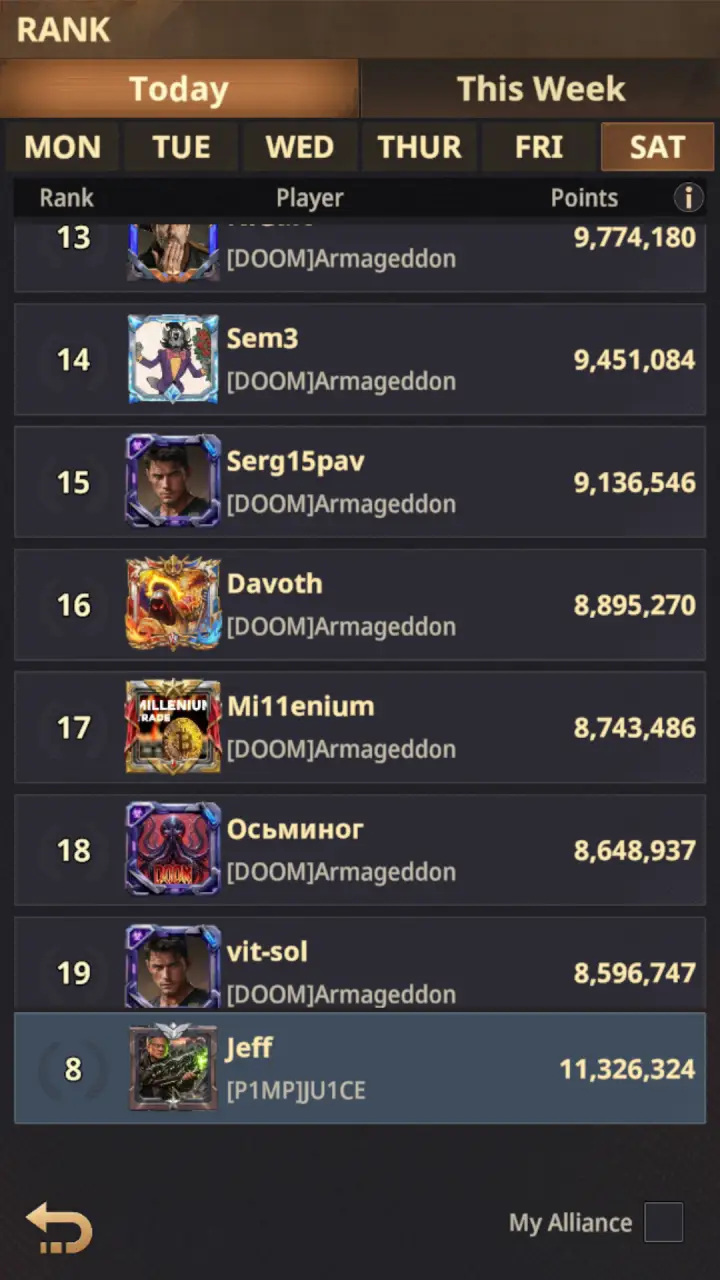 RANK
Today
This Week
MON
TUE
WED
THUR
FRI
SAT
Rank
Player
Points
13
[DOOM]Armageddon
9,774,180
14
Sem3
[DOOM]Armageddon
9,451,084
15
Serg15pav
[DOOM]Armageddon
9,136,546
16
Davoth
[DOOM]Armageddon
8,895,270
17
MILLENIUM
TRADE
Mi11enium
[DOOM]Armageddon
8,743,486
18
DOOM
Осьминог
[DOOM]Armageddon
8,648,937
19
vit-sol
[DOOM]Armageddon
8,596,747
8
Jeff
[P1MP]JU1CE
11,326,324
My Alliance